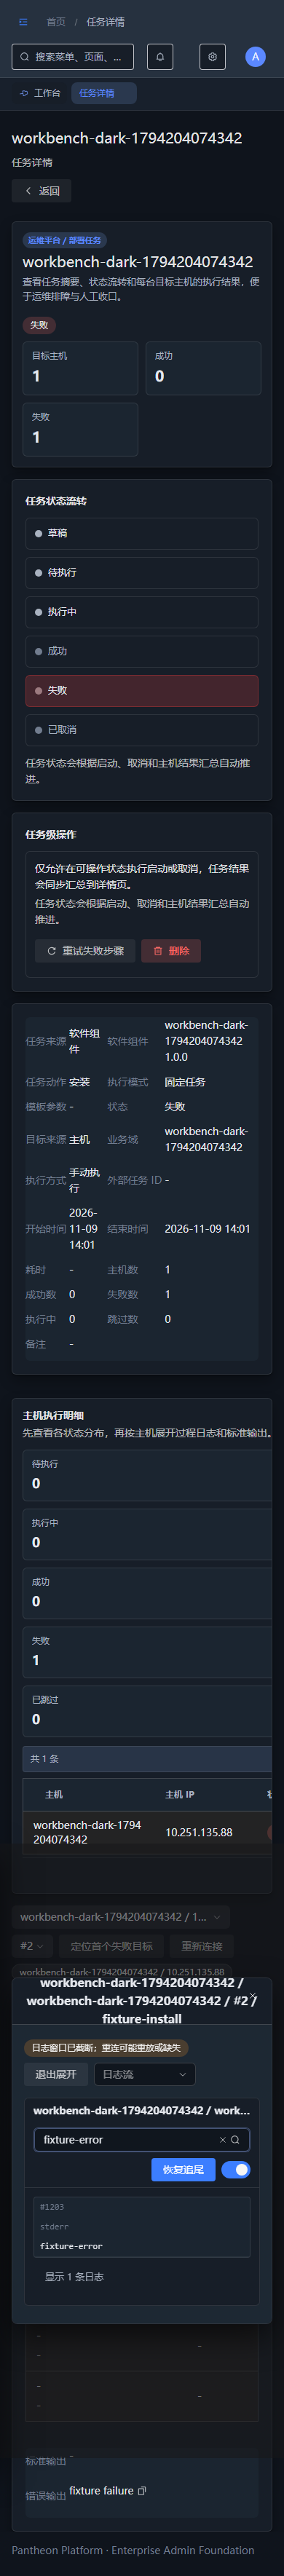 首页 / 任务详情
搜索菜单、页面、...
A
工作台
任务详情
workbench-dark-1794204074342
任务详情
返回
运维平台 / 部署任务
workbench-dark-1794204074342
查看任务摘要、状态流转和每台目标主机的执行结果，便
于运维排障与人工收口。
失败
目标主机
1
成功
0
失败
1
任务状态流转
草稿
待执行
执行中
成功
失败
已取消
任务状态会根据启动、取消和主机结果汇总自动推
进。
任务级操作
仅允许在可操作状态执行启动或取消，任务结果
会同步汇总到详情页。
任务状态会根据启动、取消和主机结果汇总自动
推进。
重试失败步骤
删除
任务来源 软件组件 软件组件 workbench-dark-1794204074342 1.0.0
任务动作 安装 执行模式 固定任务
模板参数 - 状态 失败
目标来源 主机 业务域 workbench-dark-1794204074342
执行方式 手动执行 外部任务 ID -
开始时间 2026-11-09 14:01 结束时间 2026-11-09 14:01
耗时 - 主机数 1
成功数 0 失败数 1
执行中 0 跳过数 0
备注 -
主机执行明细
先查看各状态分布，再按主机展开过程日志和标准输出。
待执行
0
执行中
0
成功
0
失败
1
已跳过
0
共 1 条
主机 主机 IP
workbench-dark-1794204074342 10.251.135.88
workbench-dark-1794204074342 / 1...
#2 定位首个失败目标 重新连接
workbench-dark-1794204074342 / 10.251.135.88
workbench-dark-1794204074342 /
workbench-dark-1794204074342 / #2 /
fixture-install
日志窗口已截断；重连可能重放或缺失
退出展开
日志流
workbench-dark-1794204074342 / work...
fixture-error
恢复追尾
#1203
stderr
fixture-error
显示 1 条日志
-
-
-
-
-
-
标准输出 -
错误输出 fixture failure
Pantheon Platform · Enterprise Admin Foundation